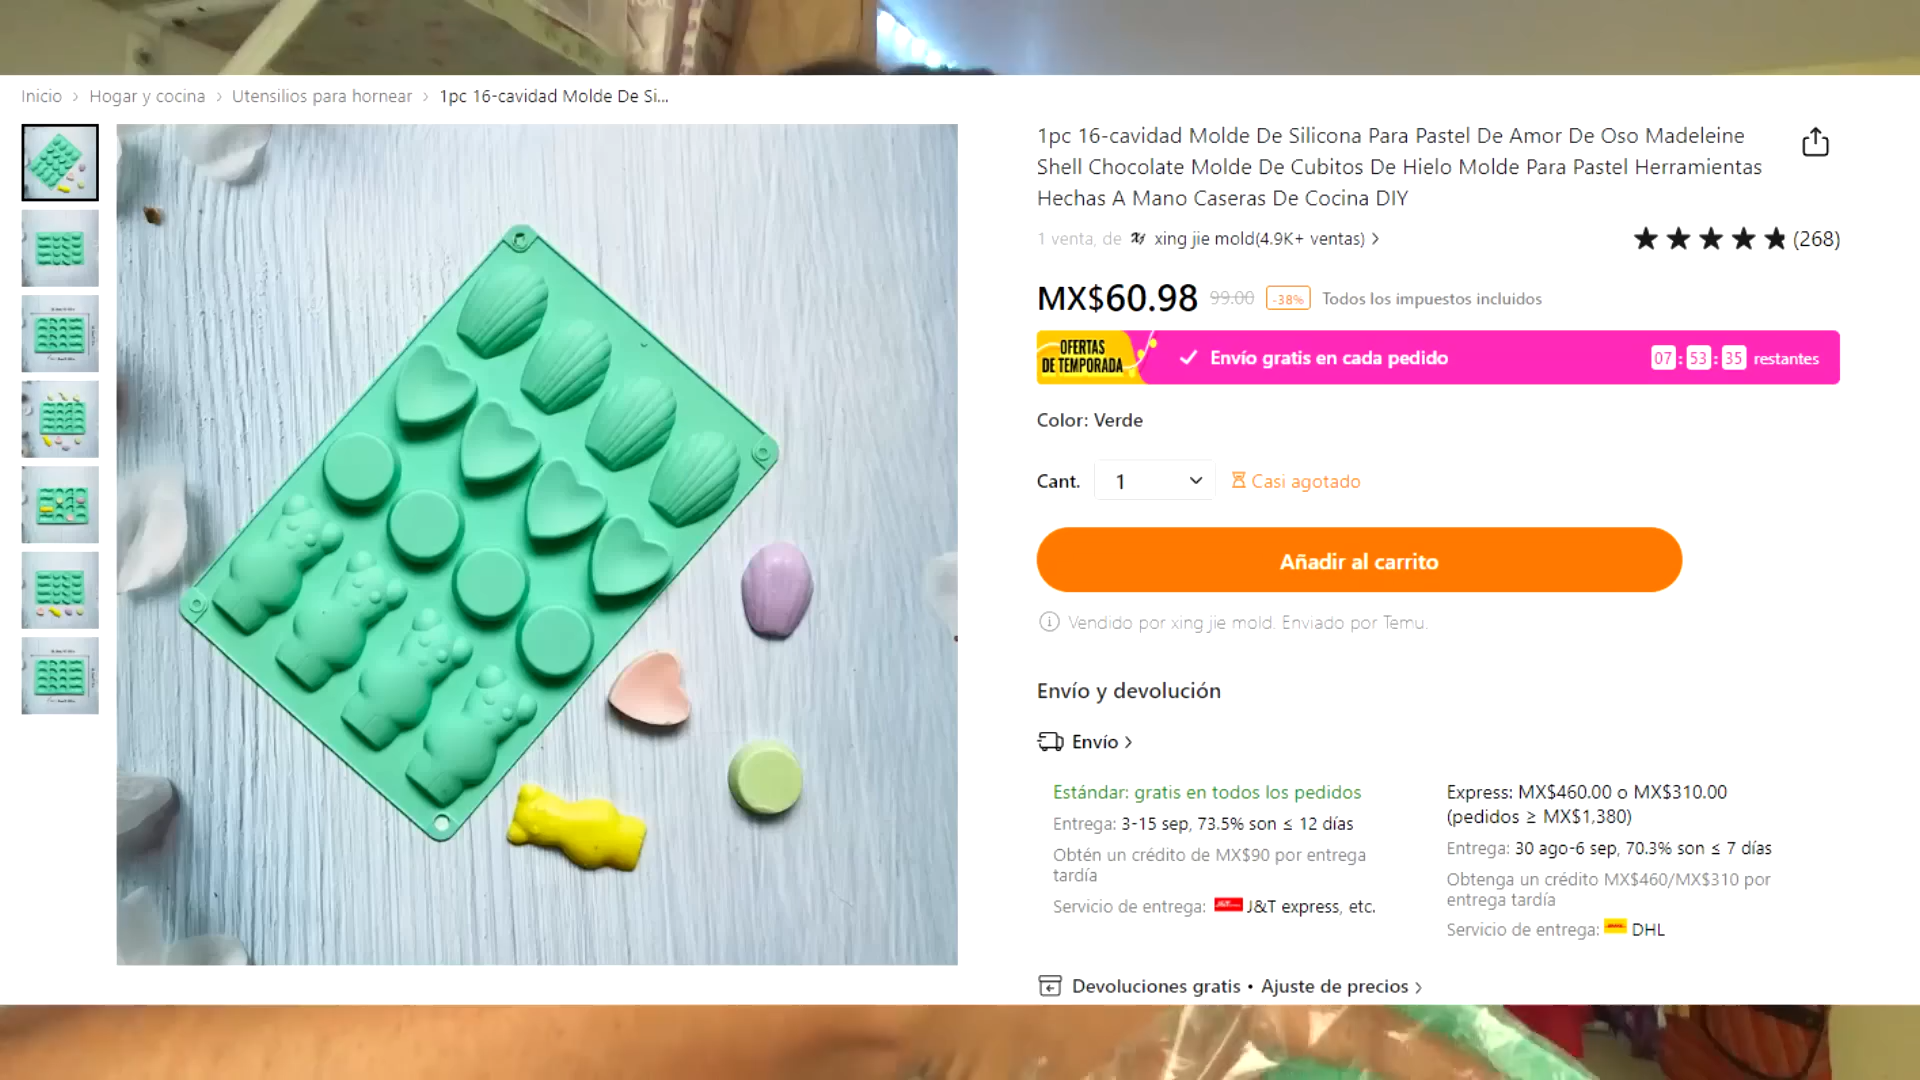 Inicio > Hogar y cocina > Utensilios para hornear > 1pc 16-cavidad Molde De Si...
1pc 16-cavidad Molde De Silicona Para Pastel De Amor De Oso Madeleine
Shell Chocolate Molde De Cubitos De Hielo Molde Para Pastel Herramientas
Hechas A Mano Caseras De Cocina DIY
1 venta, de xing jie mold(4.9K+ ventas) >
(268)
MX$60.98 99.00 -38% Todos los impuestos incluidos
OFERTAS
DE TEMPORADA
Envío gratis en cada pedido
07 : 53 : 35 restantes
Color: Verde
Cant. 1 Casi agotado
Añadir al carrito
Vendido por xing jie mold. Enviado por Temu.
Envío y devolución
Envío >
Estándar: gratis en todos los pedidos
Entrega: 3-15 sep, 73.5% son ≤ 12 días
Obtén un crédito de MX$90 por entrega
tardía
Servicio de entrega: J&T express, etc.
Express: MX$460.00 o MX$310.00
(pedidos ≥ MX$1,380)
Entrega: 30 ago-6 sep, 70.3% son ≤ 7 días
Obtenga un crédito MX$460/MX$310 por
entrega tardía
Servicio de entrega: DHL
Devoluciones gratis • Ajuste de precios >